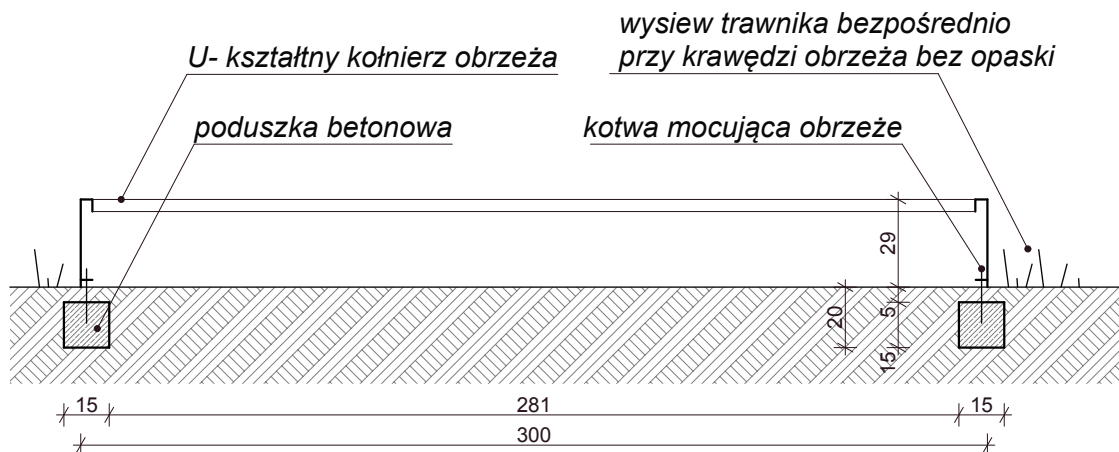 wysiew trawnika bezpośrednio
przy krawędzi obrzeża bez opaski
U- kształtny kołnierz obrzeża
poduszka betonowa
kotwa mocująca obrzeże
29
20
5
15
15
281
15
300